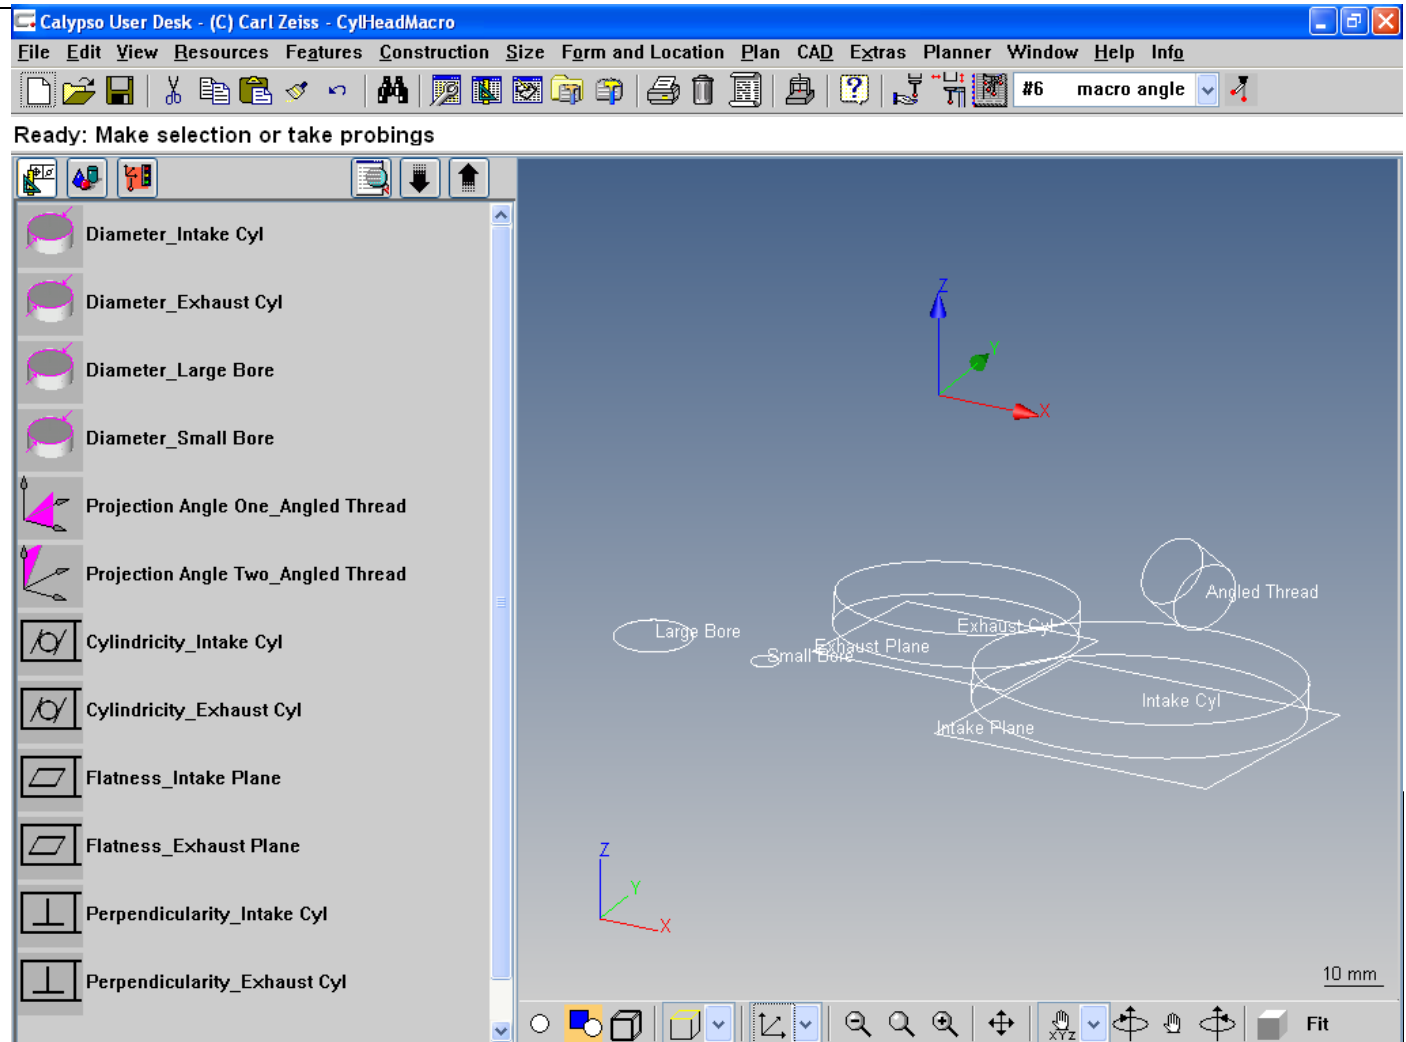 Calypso User Desk - (C) Carl Zeiss - CylHeadMacro
File Edit View Resources Features Construction Size Form and Location Plan CAD Extras Planner Window Help Info
#6 macro angle
Ready: Make selection or take probings
Diameter_Intake Cyl
Diameter_Exhaust Cyl
Diameter_Large Bore
Diameter_Small Bore
Projection Angle One_Angled Thread
Projection Angle Two_Angled Thread
Cylindricity_Intake Cyl
Cylindricity_Exhaust Cyl
Flatness_Intake Plane
Flatness_Exhaust Plane
Perpendicularity_Intake Cyl
Perpendicularity_Exhaust Cyl
Z
Y
X
Angled Thread
Large Bore
Exhaust Cyl
Exhaust Plane
Small Bore
Intake Cyl
Intake Plane
Z
Y
X
10 mm
XYZ
Fit